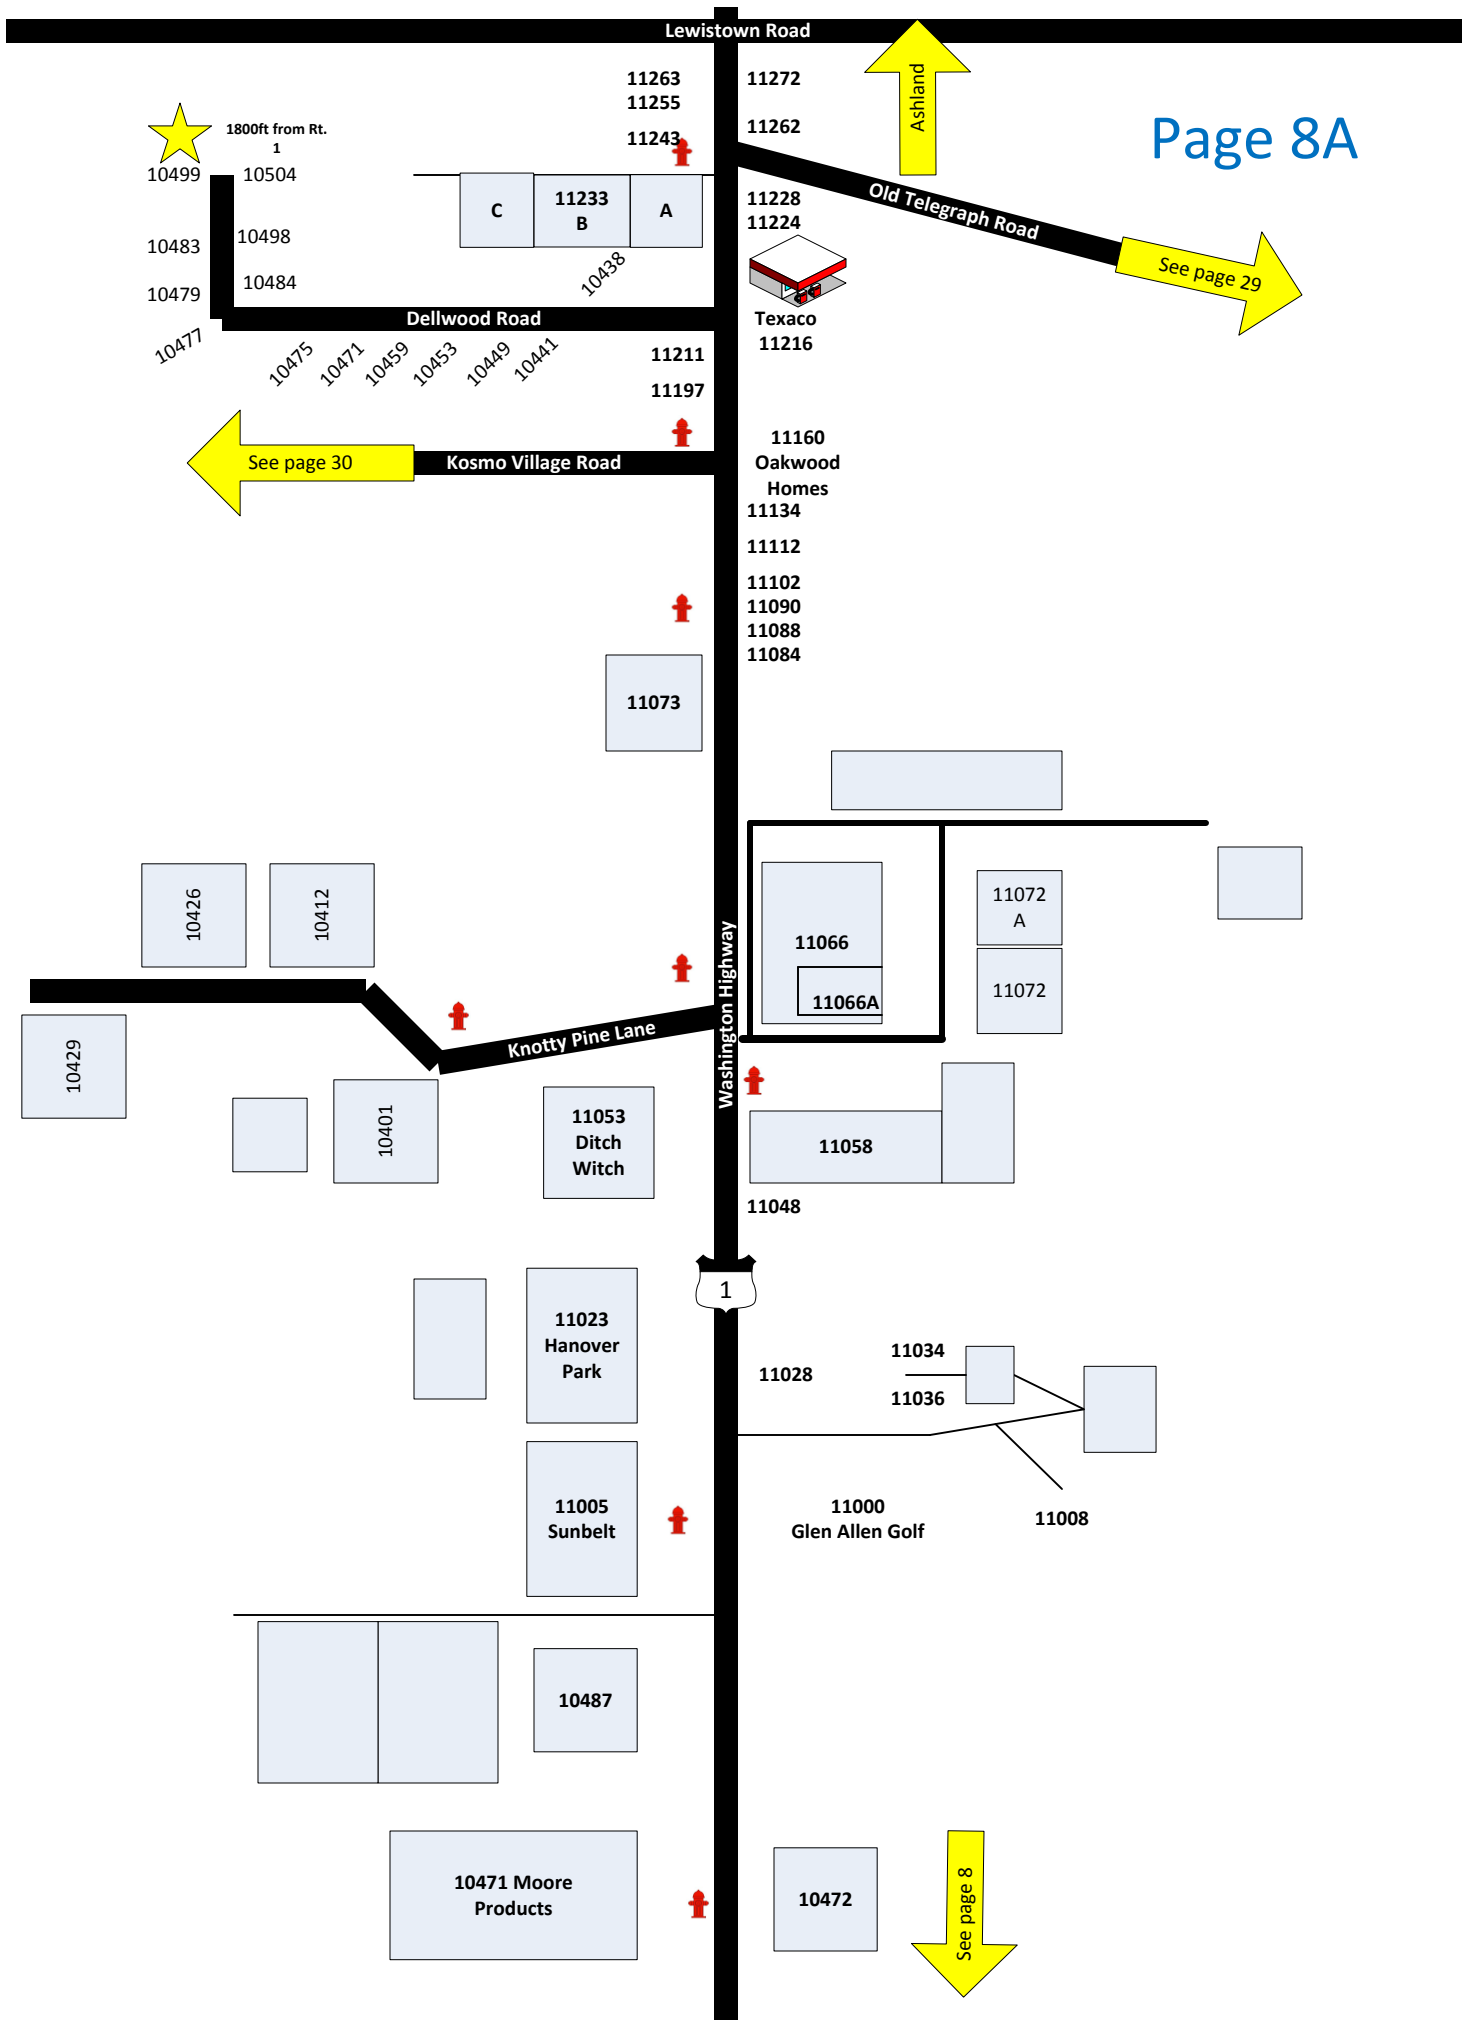 Lewistown Road
11263
11255
11243
11272
11262
Ashland
Page 8A
1800ft from Rt.
1
10499
10504
10483
10498
10479
10484
10477
C
11233
B
A
10438
11228
11224
Old Telegraph Road
See page 29
Texaco
11216
Dellwood Road
10475
10471
10459
10453
10449
10441
11211
11197
See page 30
Kosmo Village Road
11160
Oakwood
Homes
11134
11112
11102
11090
11088
11084
11073
10426
10412
Washington Highway
11066
11066A
11072
A
11072
Knotty Pine Lane
10429
10401
11053
Ditch
Witch
11058
11048
1
11023
Hanover
Park
11028
11034
11036
11005
Sunbelt
11000
Glen Allen Golf
11008
10487
10471 Moore
Products
10472
See page 8